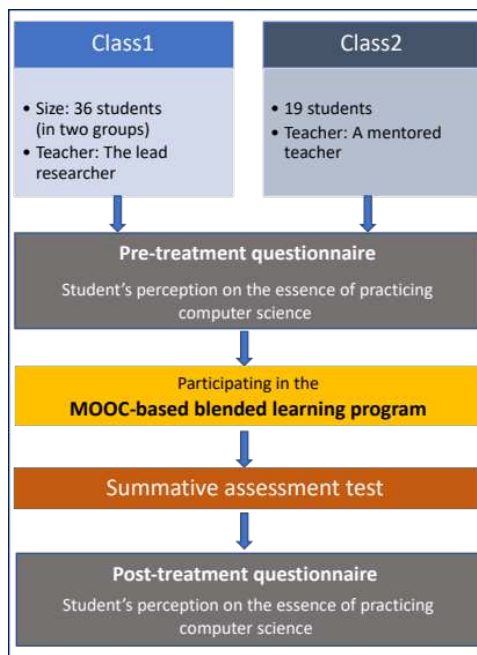 Class1
• Size: 36 students
(in two groups)
• Teacher: The lead
researcher
Class2
• 19 students
• Teacher: A mentored
teacher
Pre-treatment questionnaire
Student’s perception on the essence of practicing
computer science
Participating in the
MOOC-based blended learning program
Summative assessment test
Post-treatment questionnaire
Student’s perception on the essence of practicing
computer science